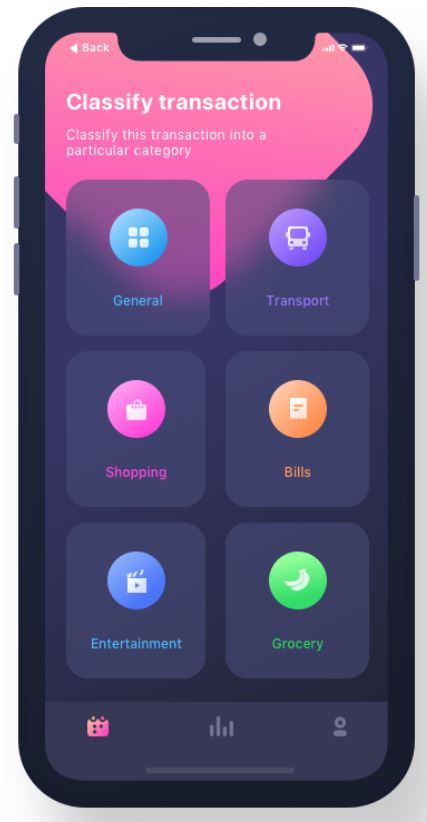 Back
Classify transaction
Classify this transaction into a
particular category
General
Transport
Shopping
Bills
Entertainment
Grocery